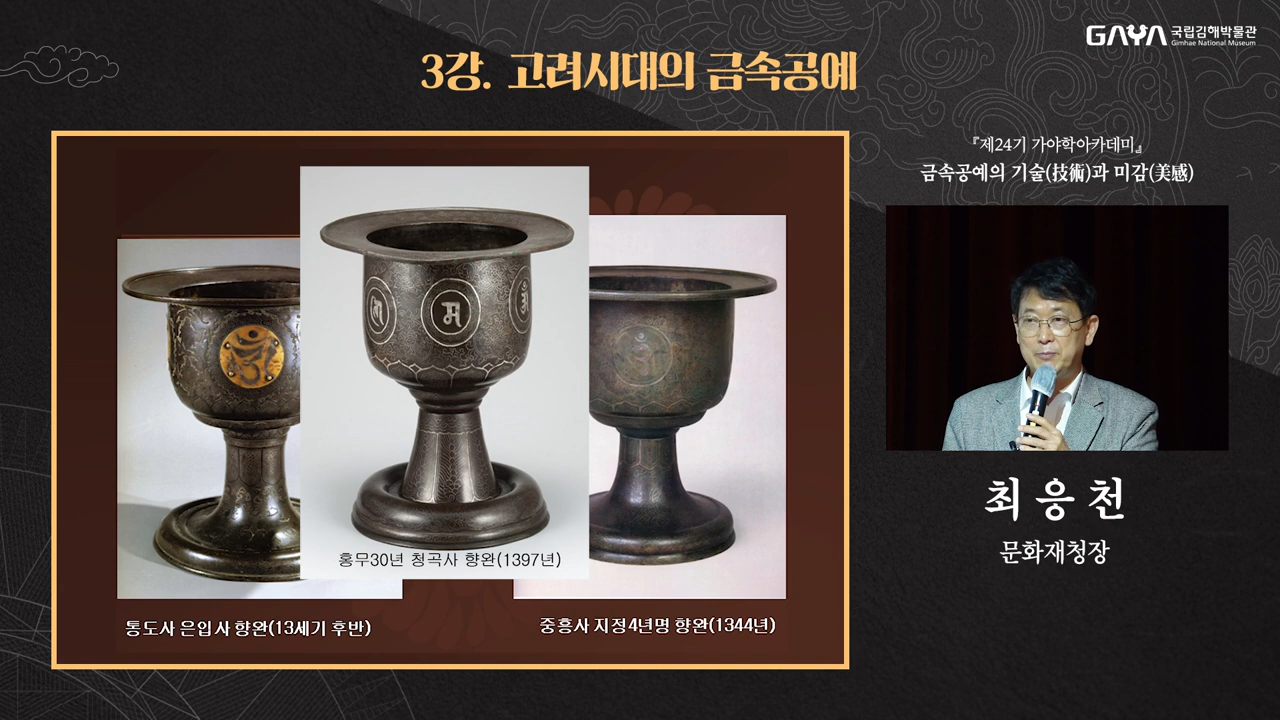 GAYA 국립김해박물관
Gimhae National Museum
3강. 고려시대의 금속공예
『제24기 가야학아카데미』
금속공예의 기술(技術)과 미감(美感)
홍무30년 청곡사 향완(1397년)
통도사 은입사 향완(13세기 후반)
중흥사 지정4년명 향완(1344년)
최응천
문화재청장